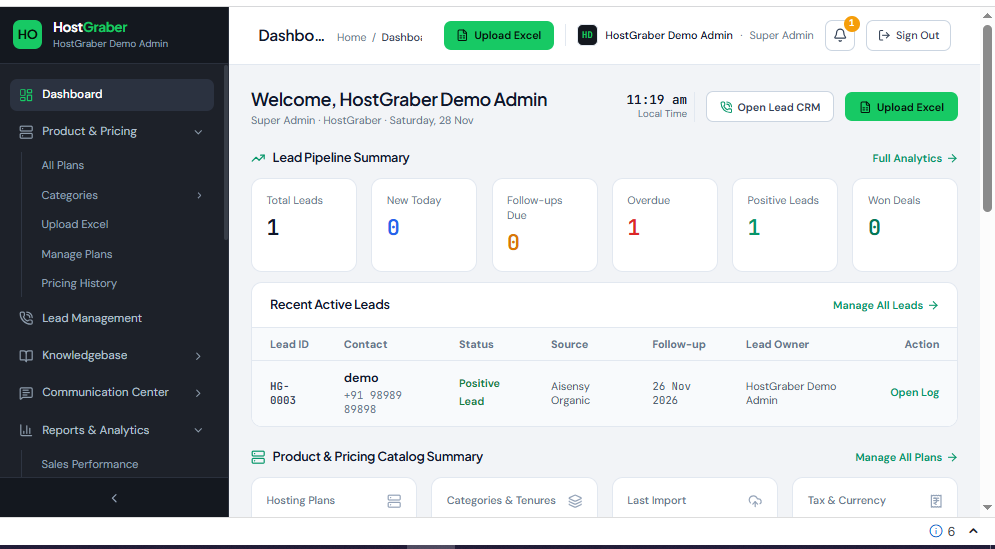 HO
HostGraber
HostGraber Demo Admin
Dashboard
Product & Pricing
All Plans
Categories
Upload Excel
Manage Plans
Pricing History
Lead Management
Knowledgebase
Communication Center
Reports & Analytics
Sales Performance
Dashbo...
Home / Dashboa
Upload Excel
HD
HostGraber Demo Admin · Super Admin
1
Sign Out
Welcome, HostGraber Demo Admin
Super Admin · HostGraber · Saturday, 28 Nov
11:19 am
Local Time
Open Lead CRM
Upload Excel
Lead Pipeline Summary
Full Analytics →
Total Leads
1
New Today
0
Follow-ups
Due
0
Overdue
1
Positive Leads
1
Won Deals
0
Recent Active Leads
Manage All Leads →
Lead ID Contact Status Source Follow-up Lead Owner Action
HG-
0003
demo
+91 98989
89898
Positive
Lead
Aisensy
Organic
26 Nov
2026
HostGraber Demo
Admin
Open Log
Product & Pricing Catalog Summary
Manage All Plans →
Hosting Plans
Categories & Tenures
Last Import
Tax & Currency
6